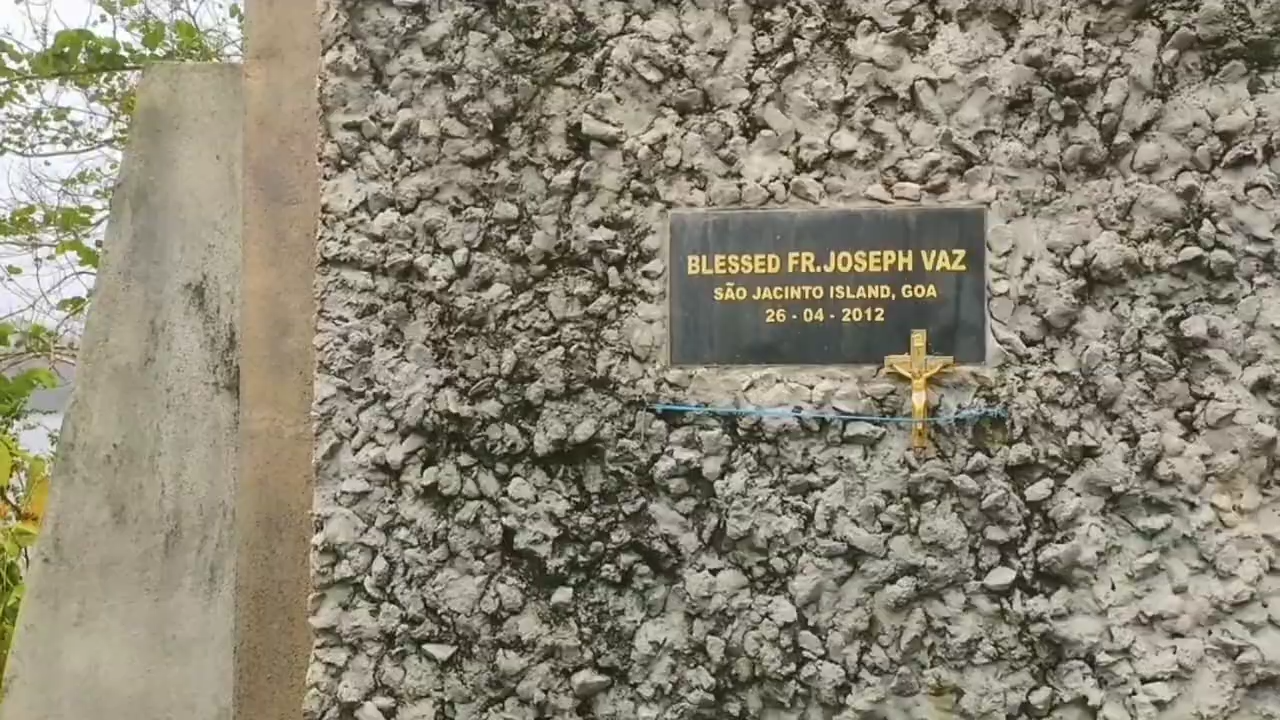 BLESSED FR.JOSEPH VAZ
SÃO JACINTO ISLAND, GOA
26 - 04 - 2012